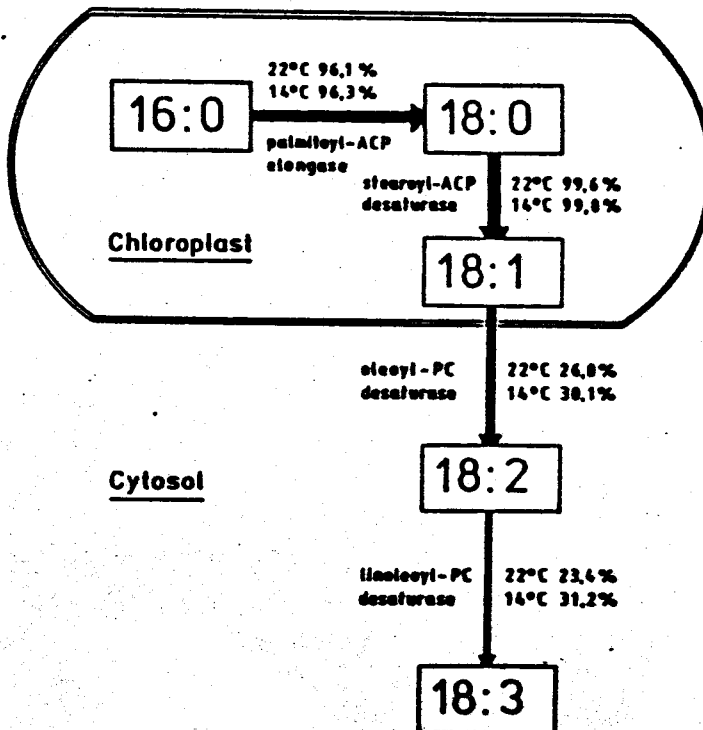 22°C 96,1%
14°C 96,3%
16:0
18:0
palmitoyl-ACP
elongase
stearoyl-ACP
desaturase
22°C 99,6%
14°C 99,8%
Chloroplast
18:1
oleoyl-PC
desaturase
22°C 26,8%
14°C 30,1%
18:2
Cytosol
linoleoyl-PC
desaturase
22°C 23,4%
14°C 31,2%
18:3